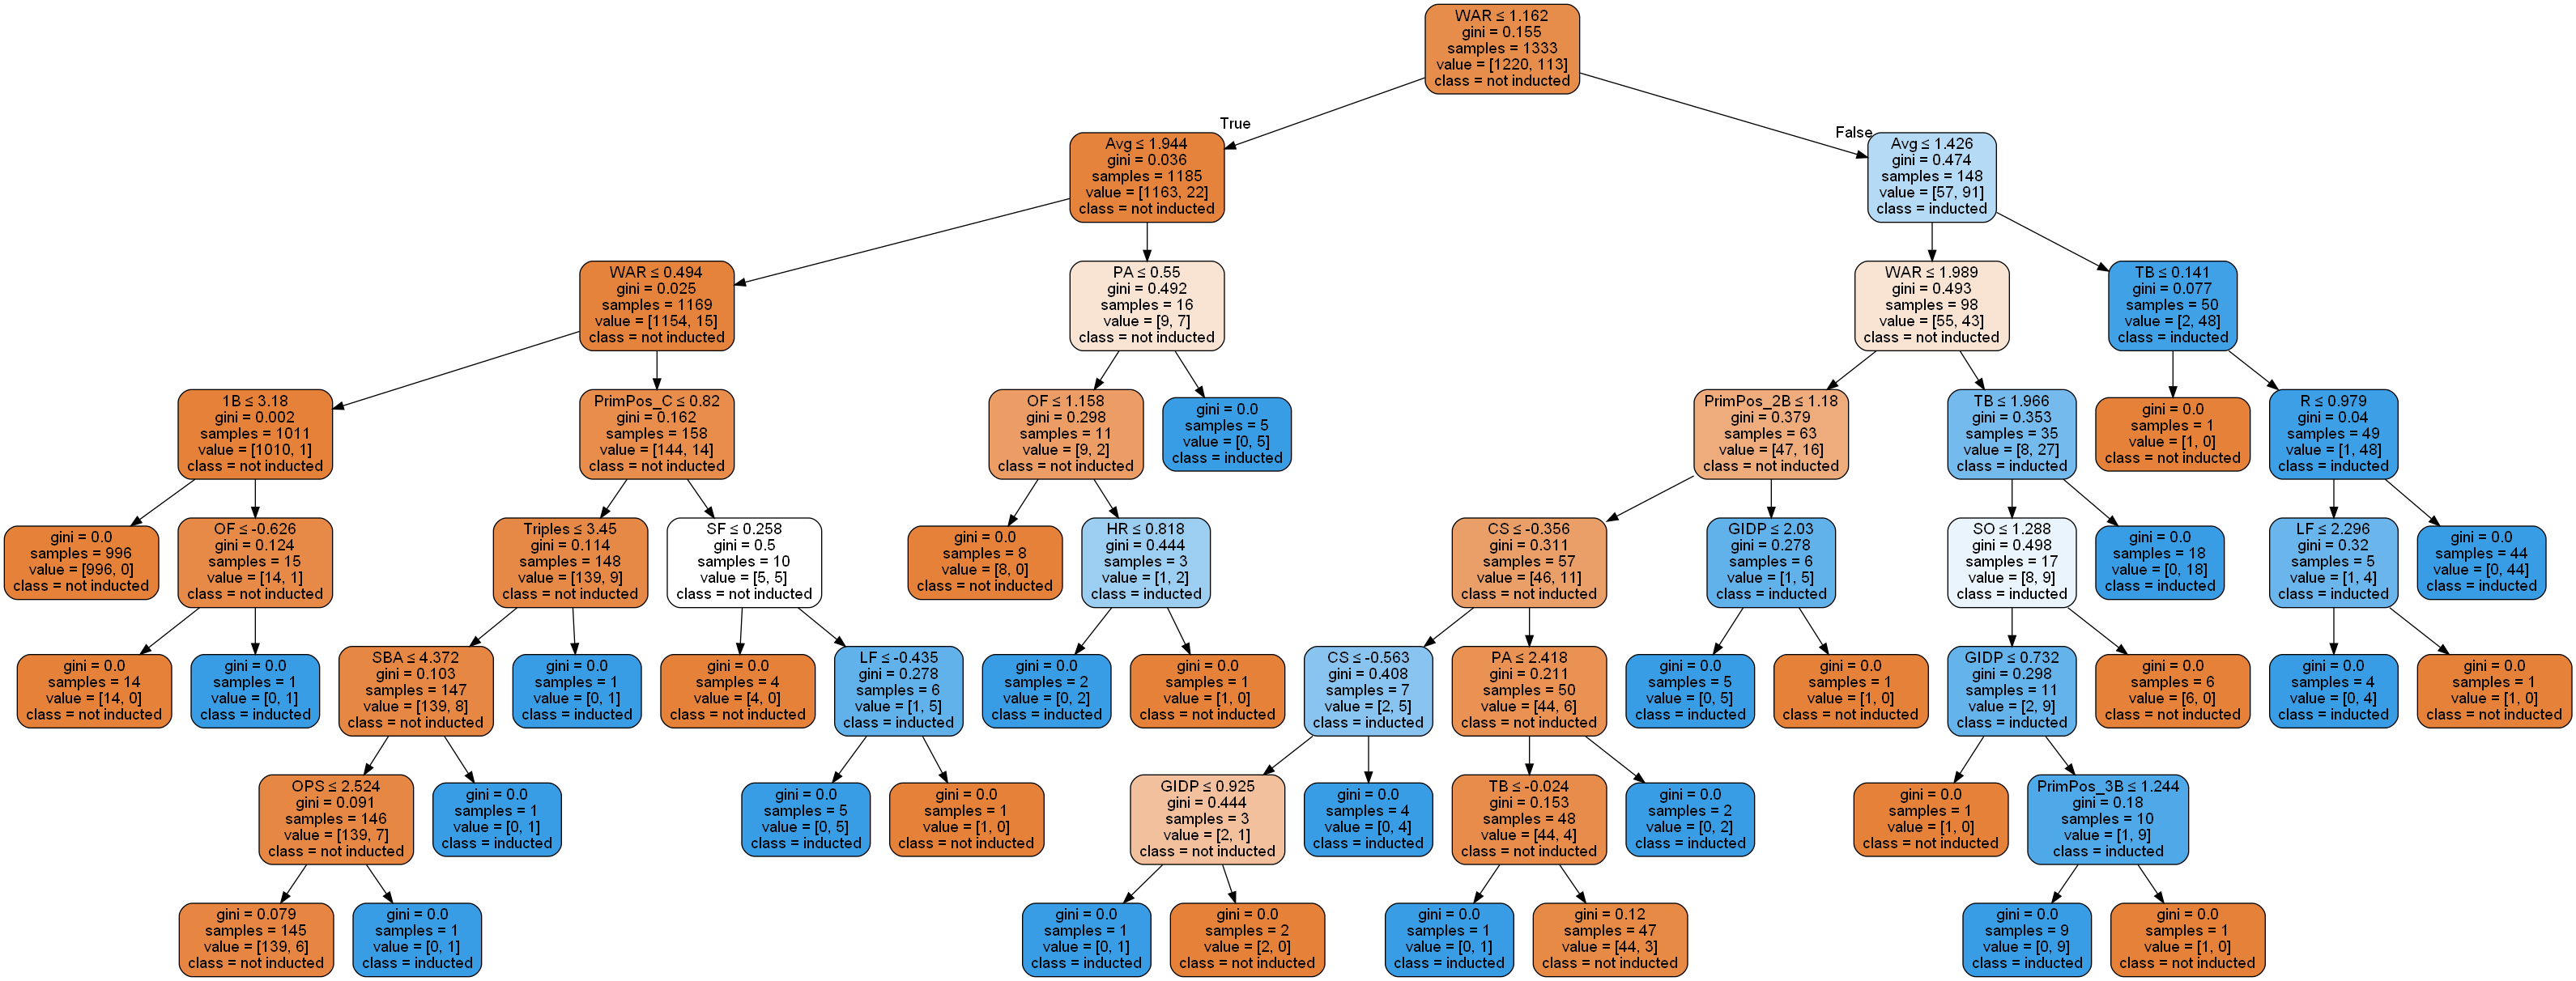 WAR ≤ 1.162
gini = 0.155
samples = 1333
value = [1220, 113]
class = not inducted
True
False
Avg ≤ 1.944
gini = 0.036
samples = 1185
value = [1163, 22]
class = not inducted
Avg ≤ 1.426
gini = 0.474
samples = 148
value = [57, 91]
class = inducted
WAR ≤ 0.494
gini = 0.025
samples = 1169
value = [1154, 15]
class = not inducted
PA ≤ 0.55
gini = 0.492
samples = 16
value = [9, 7]
class = not inducted
WAR ≤ 1.989
gini = 0.493
samples = 98
value = [55, 43]
class = not inducted
TB ≤ 0.141
gini = 0.077
samples = 50
value = [2, 48]
class = inducted
1B ≤ 3.18
gini = 0.002
samples = 1011
value = [1010, 1]
class = not inducted
PrimPos_C ≤ 0.82
gini = 0.162
samples = 158
value = [144, 14]
class = not inducted
OF ≤ 1.158
gini = 0.298
samples = 11
value = [9, 2]
class = not inducted
gini = 0.0
samples = 5
value = [0, 5]
class = inducted
PrimPos_2B ≤ 1.18
gini = 0.379
samples = 63
value = [47, 16]
class = not inducted
TB ≤ 1.966
gini = 0.353
samples = 35
value = [8, 27]
class = inducted
gini = 0.0
samples = 1
value = [1, 0]
class = not inducted
R ≤ 0.979
gini = 0.04
samples = 49
value = [1, 48]
class = inducted
gini = 0.0
samples = 996
value = [996, 0]
class = not inducted
OF ≤ -0.626
gini = 0.124
samples = 15
value = [14, 1]
class = not inducted
Triples ≤ 3.45
gini = 0.114
samples = 148
value = [139, 9]
class = not inducted
SF ≤ 0.258
gini = 0.5
samples = 10
value = [5, 5]
class = not inducted
gini = 0.0
samples = 8
value = [8, 0]
class = not inducted
HR ≤ 0.818
gini = 0.444
samples = 3
value = [1, 2]
class = inducted
CS ≤ -0.356
gini = 0.311
samples = 57
value = [46, 11]
class = not inducted
GIDP ≤ 2.03
gini = 0.278
samples = 6
value = [1, 5]
class = inducted
SO ≤ 1.288
gini = 0.498
samples = 17
value = [8, 9]
class = inducted
gini = 0.0
samples = 18
value = [0, 18]
class = inducted
LF ≤ 2.296
gini = 0.32
samples = 5
value = [1, 4]
class = inducted
gini = 0.0
samples = 44
value = [0, 44]
class = inducted
gini = 0.0
samples = 14
value = [14, 0]
class = not inducted
gini = 0.0
samples = 1
value = [0, 1]
class = inducted
SBA ≤ 4.372
gini = 0.103
samples = 147
value = [139, 8]
class = not inducted
gini = 0.0
samples = 1
value = [0, 1]
class = inducted
gini = 0.0
samples = 4
value = [4, 0]
class = not inducted
LF ≤ -0.435
gini = 0.278
samples = 6
value = [1, 5]
class = inducted
gini = 0.0
samples = 2
value = [0, 2]
class = inducted
gini = 0.0
samples = 1
value = [1, 0]
class = not inducted
CS ≤ -0.563
gini = 0.408
samples = 7
value = [2, 5]
class = inducted
PA ≤ 2.418
gini = 0.211
samples = 50
value = [44, 6]
class = not inducted
gini = 0.0
samples = 5
value = [0, 5]
class = inducted
gini = 0.0
samples = 1
value = [1, 0]
class = not inducted
GIDP ≤ 0.732
gini = 0.298
samples = 11
value = [2, 9]
class = inducted
gini = 0.0
samples = 6
value = [6, 0]
class = not inducted
gini = 0.0
samples = 4
value = [0, 4]
class = inducted
gini = 0.0
samples = 1
value = [1, 0]
class = not inducted
OPS ≤ 2.524
gini = 0.091
samples = 146
value = [139, 7]
class = not inducted
gini = 0.0
samples = 1
value = [0, 1]
class = inducted
gini = 0.0
samples = 5
value = [0, 5]
class = inducted
gini = 0.0
samples = 1
value = [1, 0]
class = not inducted
GIDP ≤ 0.925
gini = 0.444
samples = 3
value = [2, 1]
class = not inducted
gini = 0.0
samples = 4
value = [0, 4]
class = inducted
TB ≤ -0.024
gini = 0.153
samples = 48
value = [44, 4]
class = not inducted
gini = 0.0
samples = 2
value = [0, 2]
class = inducted
gini = 0.0
samples = 1
value = [1, 0]
class = not inducted
PrimPos_3B ≤ 1.244
gini = 0.18
samples = 10
value = [1, 9]
class = inducted
gini = 0.079
samples = 145
value = [139, 6]
class = not inducted
gini = 0.0
samples = 1
value = [0, 1]
class = inducted
gini = 0.0
samples = 1
value = [0, 1]
class = inducted
gini = 0.0
samples = 2
value = [2, 0]
class = not inducted
gini = 0.0
samples = 1
value = [0, 1]
class = inducted
gini = 0.12
samples = 47
value = [44, 3]
class = not inducted
gini = 0.0
samples = 9
value = [0, 9]
class = inducted
gini = 0.0
samples = 1
value = [1, 0]
class = not inducted